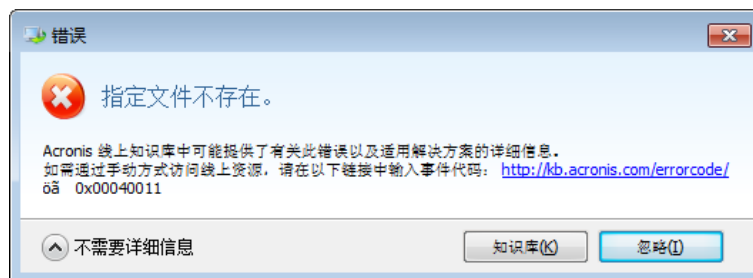 错误
指定文件不存在。
Acronis 线上知识库中可能提供了有关此错误以及适用解决方案的详细信息。
如需通过手动方式访问线上资源，请在以下链接中输入事件代码： http://kb.acronis.com/errorcode/
öã 0x00040011
不需要详细信息
知识库(K)
忽略(I)